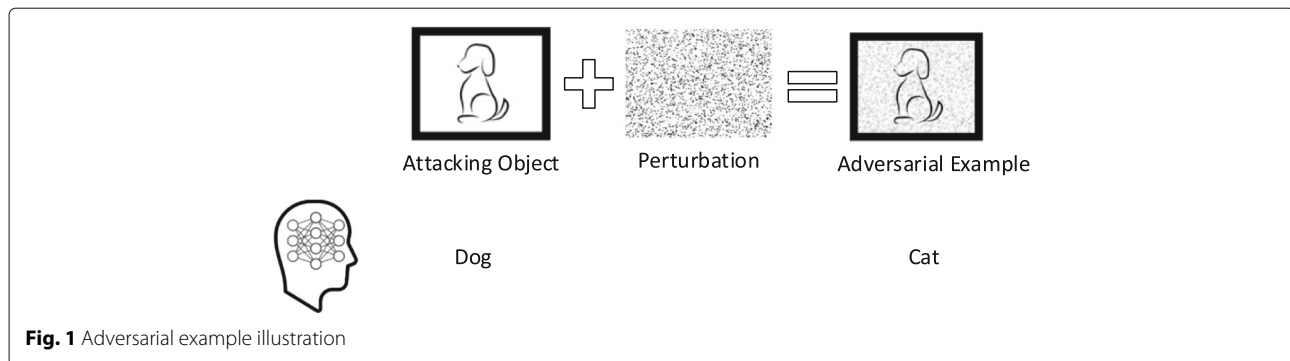 Attacking Object
Perturbation
Adversarial Example
Dog
Cat
Fig. 1 Adversarial example illustration